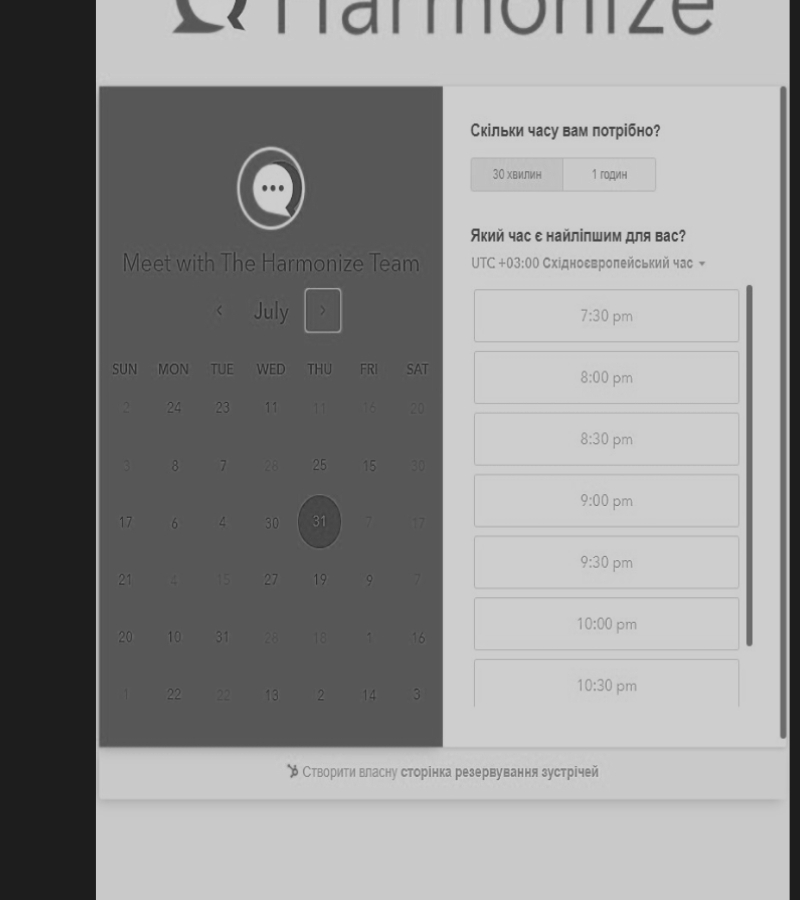 Harmonize
Meet with The Harmonize Team
July
SUN MON TUE WED THU FRI SAT
2 24 23 11 11 16 20
3 8 7 26 25 15 30
17 6 4 30 31 7 17
21 4 15 27 19 9
20 10 31 26 18 1 16
1 22 22 13 2 14 3
Скільки часу вам потрібно?
30 хвилин 1 годин
Який час є найліпшим для вас?
UTC +03:00 Східноєвропейський час
7:30 pm
8:00 pm
8:30 pm
9:00 pm
9:30 pm
10:00 pm
10:30 pm
Створити власну сторінка резервування зустрічей